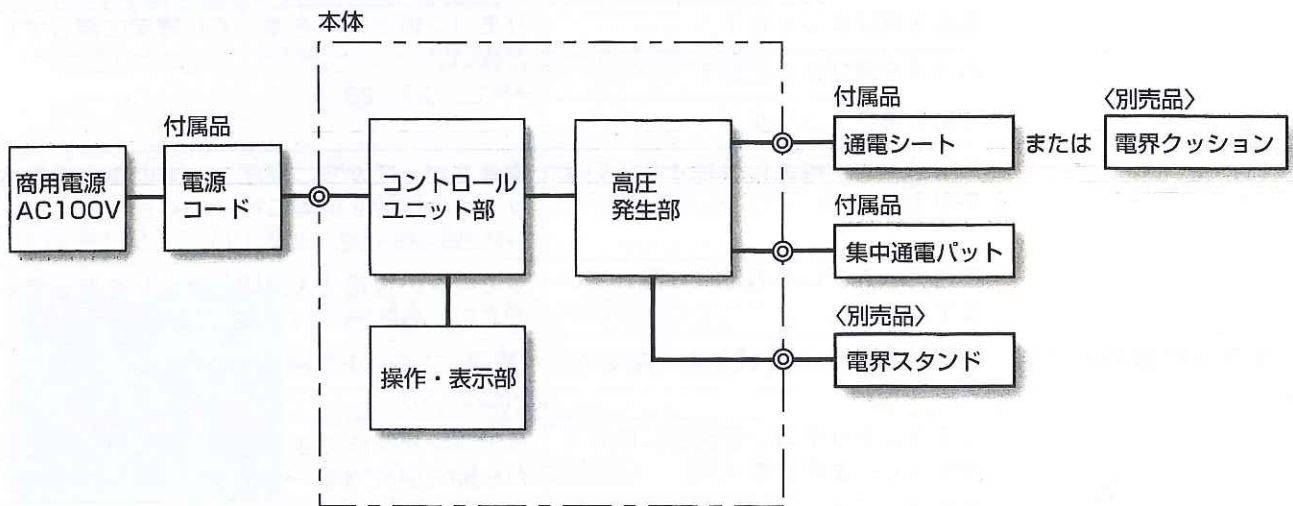 本体
付属品
〈別売品〉
付属品
商用電源
AC100V
電源
コード
コントロール
ユニット部
高圧
発生部
通電シート
または
電界クッション
付属品
集中通電パット
〈別売品〉
操作・表示部
電界スタンド